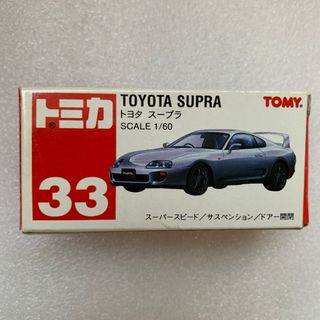 トミカ
TOYOTA SUPRA
TOMY
トヨタ スープラ
SCALE 1/60
33
スーパースピード／サスペンション／ドアー開閉